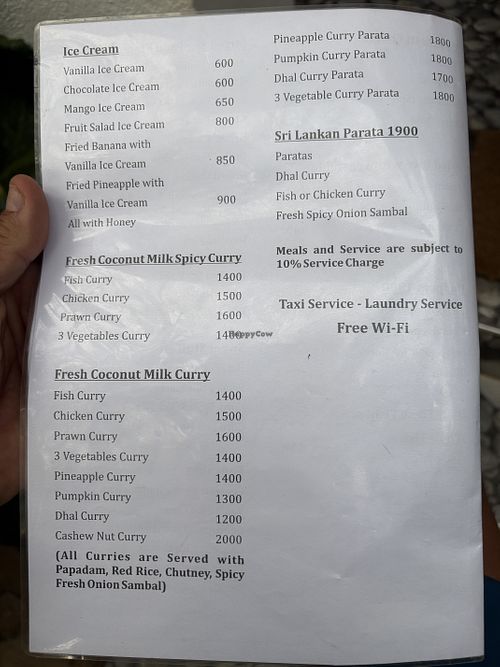 Ice Cream
Vanilla Ice Cream 600
Chocolate Ice Cream 600
Mango Ice Cream 650
Fruit Salad Ice Cream 800
Fried Banana with
Vanilla Ice Cream 850
Fried Pineapple with
Vanilla Ice Cream 900
All with Honey
Fresh Coconut Milk Spicy Curry
Fish Curry 1400
Chicken Curry 1500
Prawn Curry 1600
3 Vegetables Curry 1400
HappyCow
Fresh Coconut Milk Curry
Fish Curry 1400
Chicken Curry 1500
Prawn Curry 1600
3 Vegetables Curry 1400
Pineapple Curry 1400
Pumpkin Curry 1300
Dhal Curry 1200
Cashew Nut Curry 2000
(All Curries are Served with
Papadam, Red Rice, Chutney, Spicy
Fresh Onion Sambal)
Pineapple Curry Parata 1800
Pumpkin Curry Parata 1800
Dhal Curry Parata 1700
3 Vegetable Curry Parata 1800
Sri Lankan Parata 1900
Paratas
Dhal Curry
Fish or Chicken Curry
Fresh Spicy Onion Sambal
Meals and Service are subject to
10% Service Charge
Taxi Service - Laundry Service
Free Wi-Fi